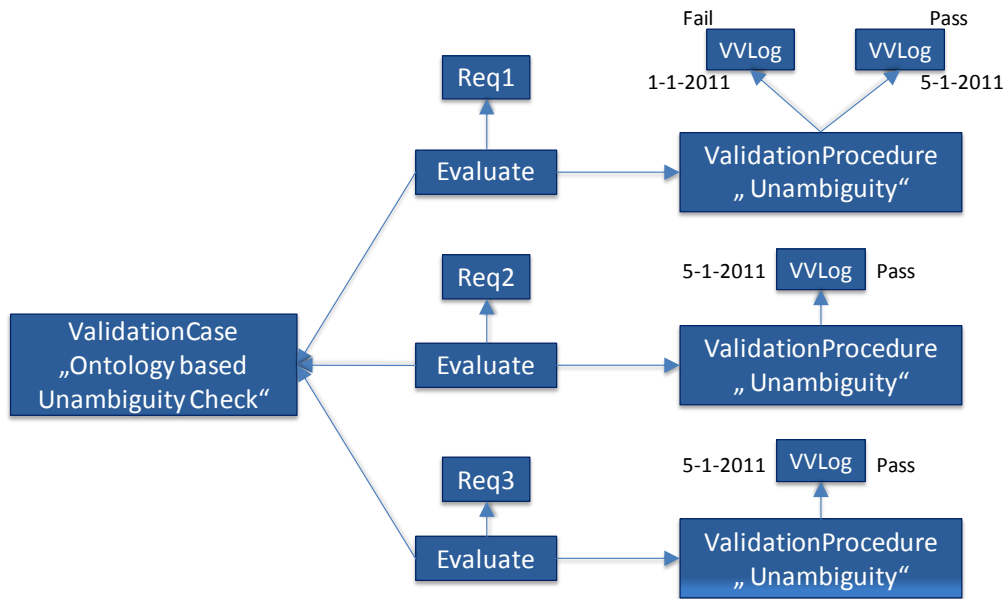 Fail
Pass
VVLog
VVLog
1-1-2011
5-1-2011
Req1
Evaluate
ValidationProcedure
„ Unambiguity“
Req2
5-1-2011
VVLog
Pass
ValidationCase
„Ontology based
Unambiguity Check“
Evaluate
ValidationProcedure
„ Unambiguity“
Req3
5-1-2011
VVLog
Pass
Evaluate
ValidationProcedure
„ Unambiguity“